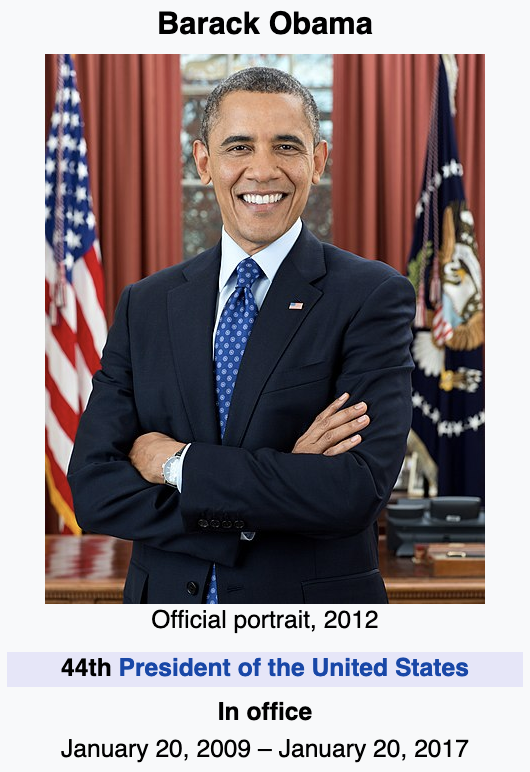 Barack Obama
Official portrait, 2012
44th President of the United States
In office
January 20, 2009 – January 20, 2017